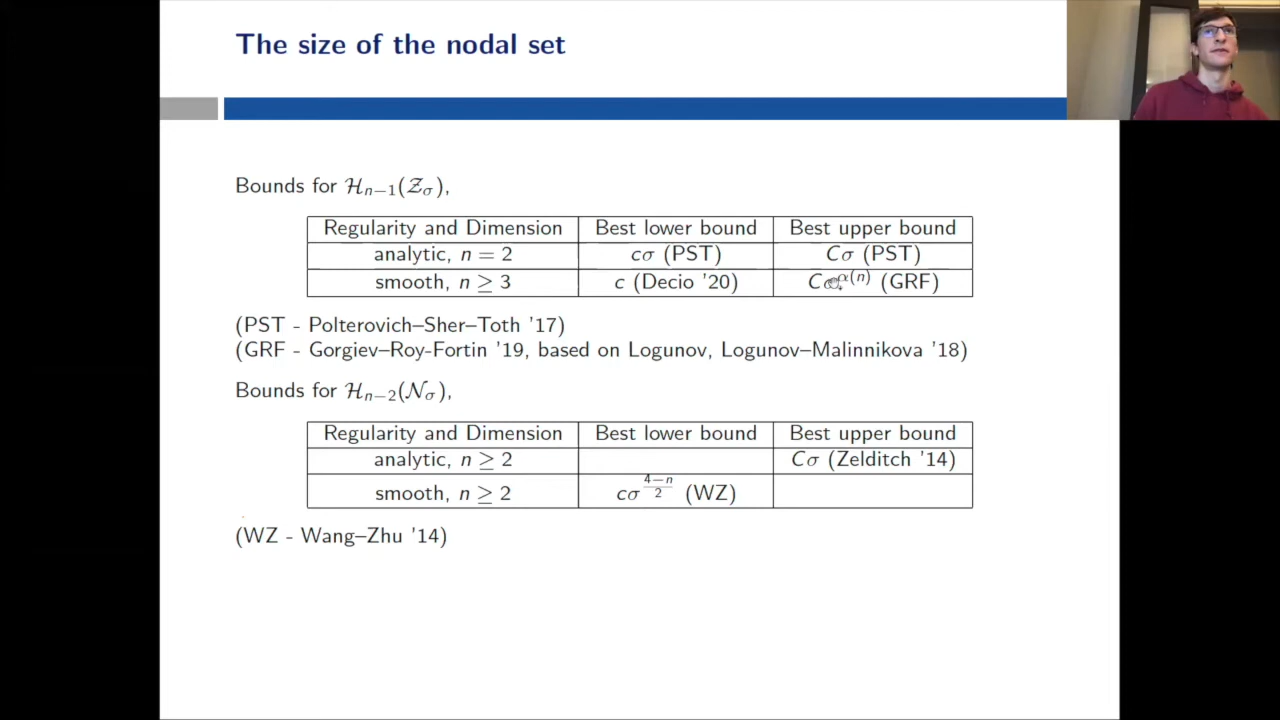 The size of the nodal set
Bounds for ℋₙ₋₁(𝒵_σ),
Regularity and Dimension Best lower bound Best upper bound
analytic, n = 2 cσ (PST) Cσ (PST)
smooth, n ≥ 3 c (Decio '20) Cσ^α(n) (GRF)
(PST - Polterovich–Sher–Toth '17)
(GRF - Gorgiev–Roy-Fortin '19, based on Logunov, Logunov–Malinnikova '18)
Bounds for ℋₙ₋₂(𝒩_σ),
Regularity and Dimension Best lower bound Best upper bound
analytic, n ≥ 2 Cσ (Zelditch '14)
smooth, n ≥ 2 cσ^(4−n)/2 (WZ)
(WZ - Wang–Zhu '14)